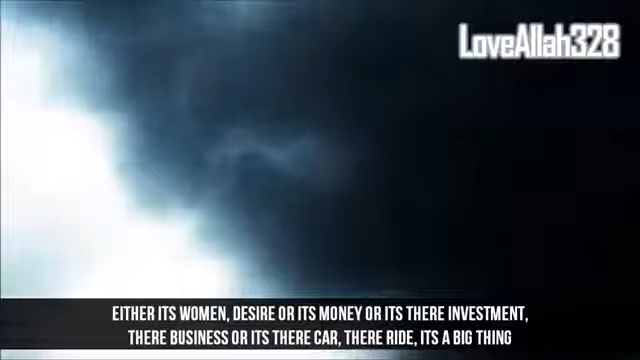 LoveAllah328
EITHER ITS WOMEN, DESIRE OR ITS MONEY OR ITS THERE INVESTMENT,
THERE BUSINESS OR ITS THERE CAR, THERE RIDE, ITS A BIG THING